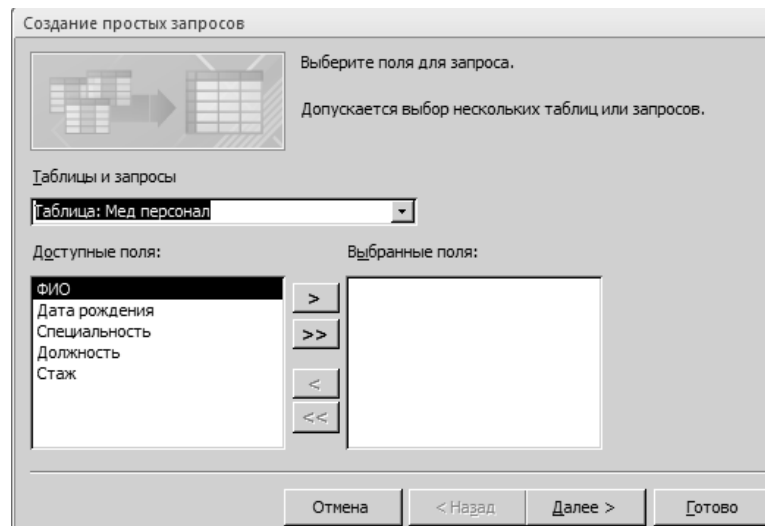 Создание простых запросов
Выберите поля для запроса.
Допускается выбор нескольких таблиц или запросов.
Таблицы и запросы
Таблица: Мед персонал
Доступные поля:
Выбранные поля:
ФИО
Дата рождения
Специальность
Должность
Стаж
>
>>
<
<<
Отмена
< Назад
Далее >
Готово